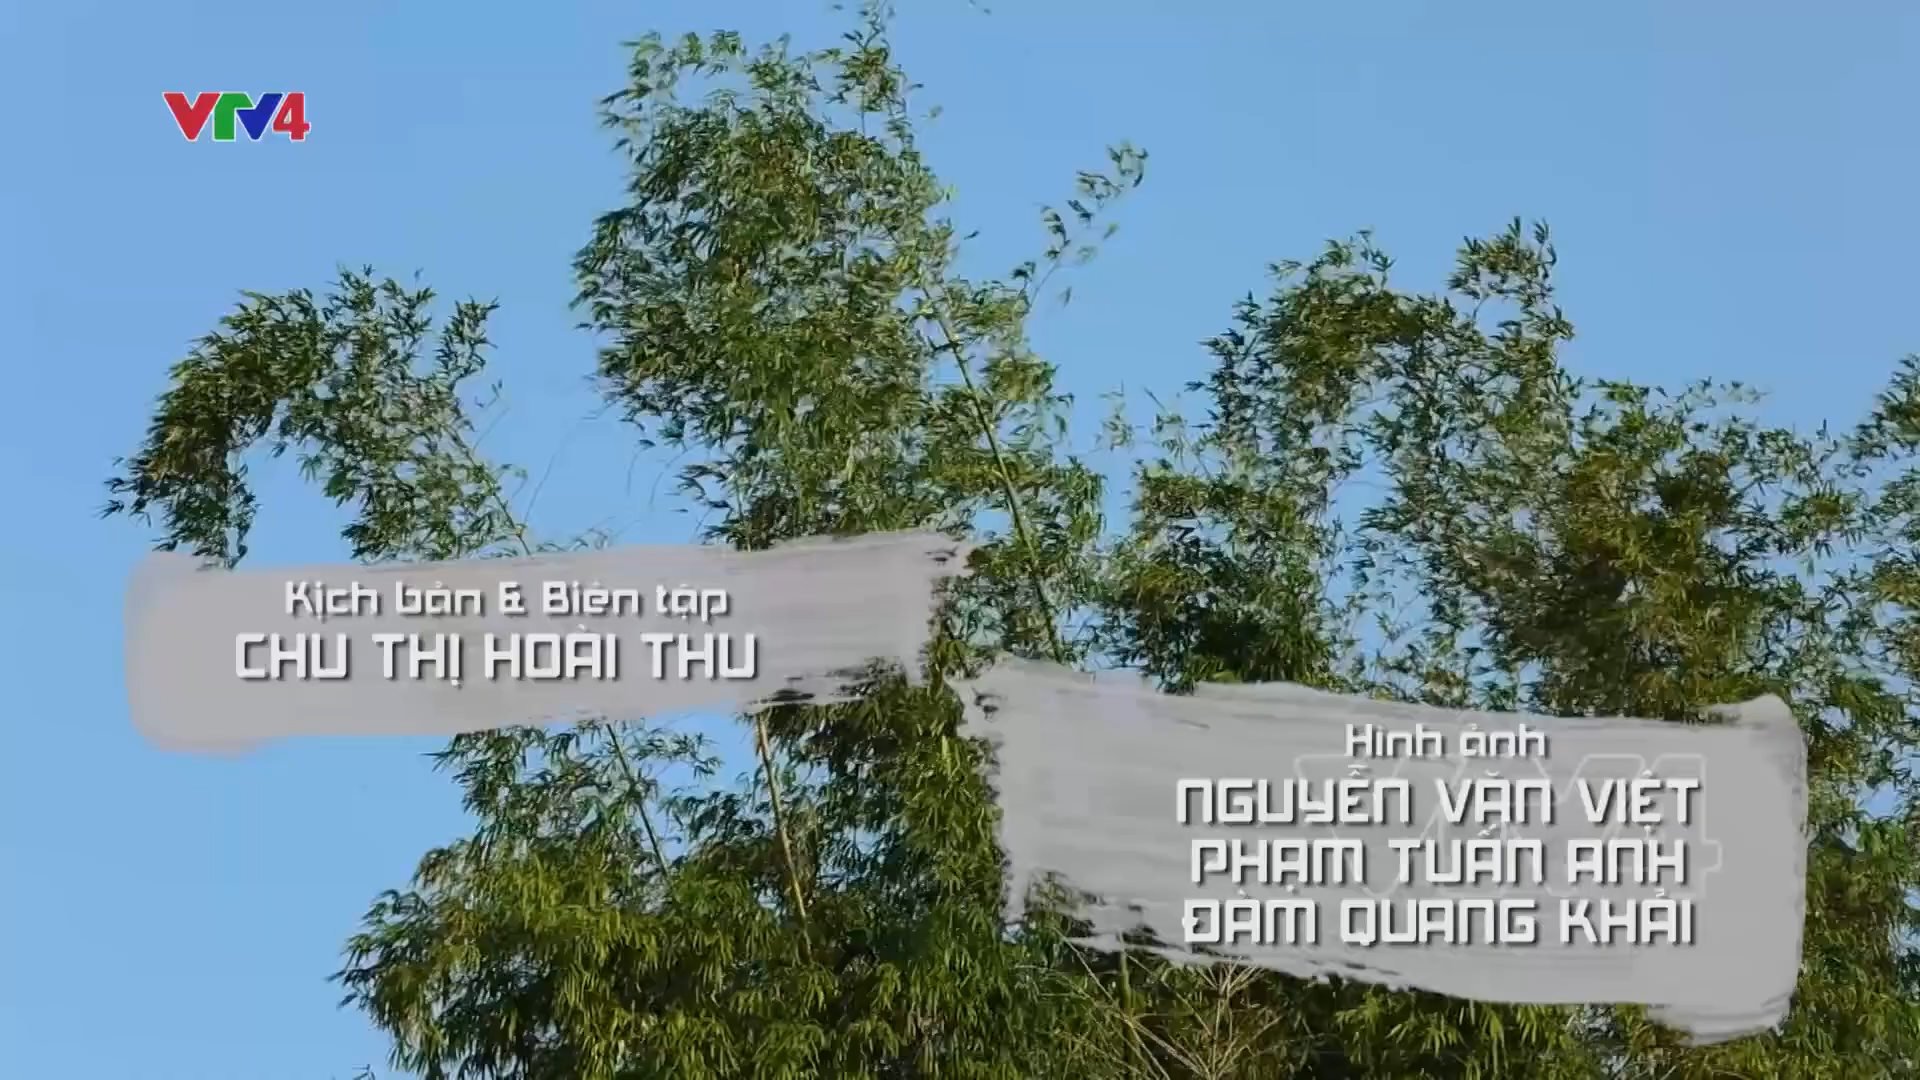 VTV4
Kịch bản & Biên tập
CHU THỊ HOÀI THU
Hình ảnh
NGUYỄN VĂN VIỆT
PHẠM TUẤN ANH
ĐÀM QUANG KHẢI
VTV4